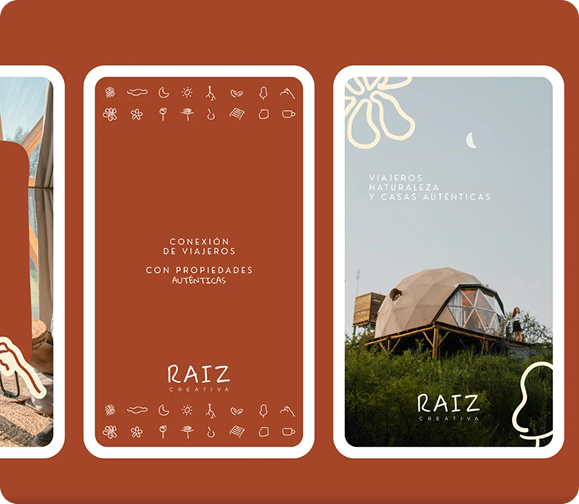 CONEXIÓN
DE VIAJEROS
CON PROPIEDADES
AUTÉNTICAS
RAIZ
CREATIVA
VIAJEROS
NATURALEZA
Y CASAS AUTÉNTICAS
RAIZ
CREATIVA